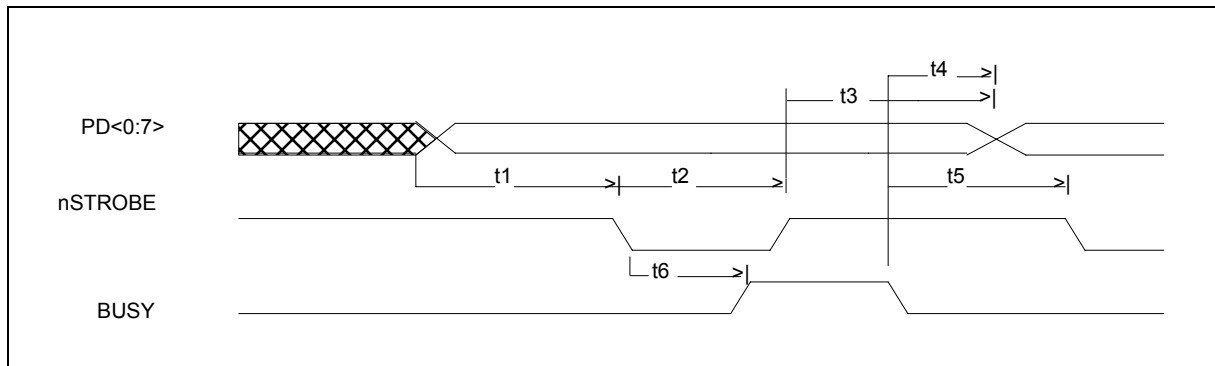 t4
t3
PD<0:7>
t1
t2
t5
nSTROBE
t6
BUSY